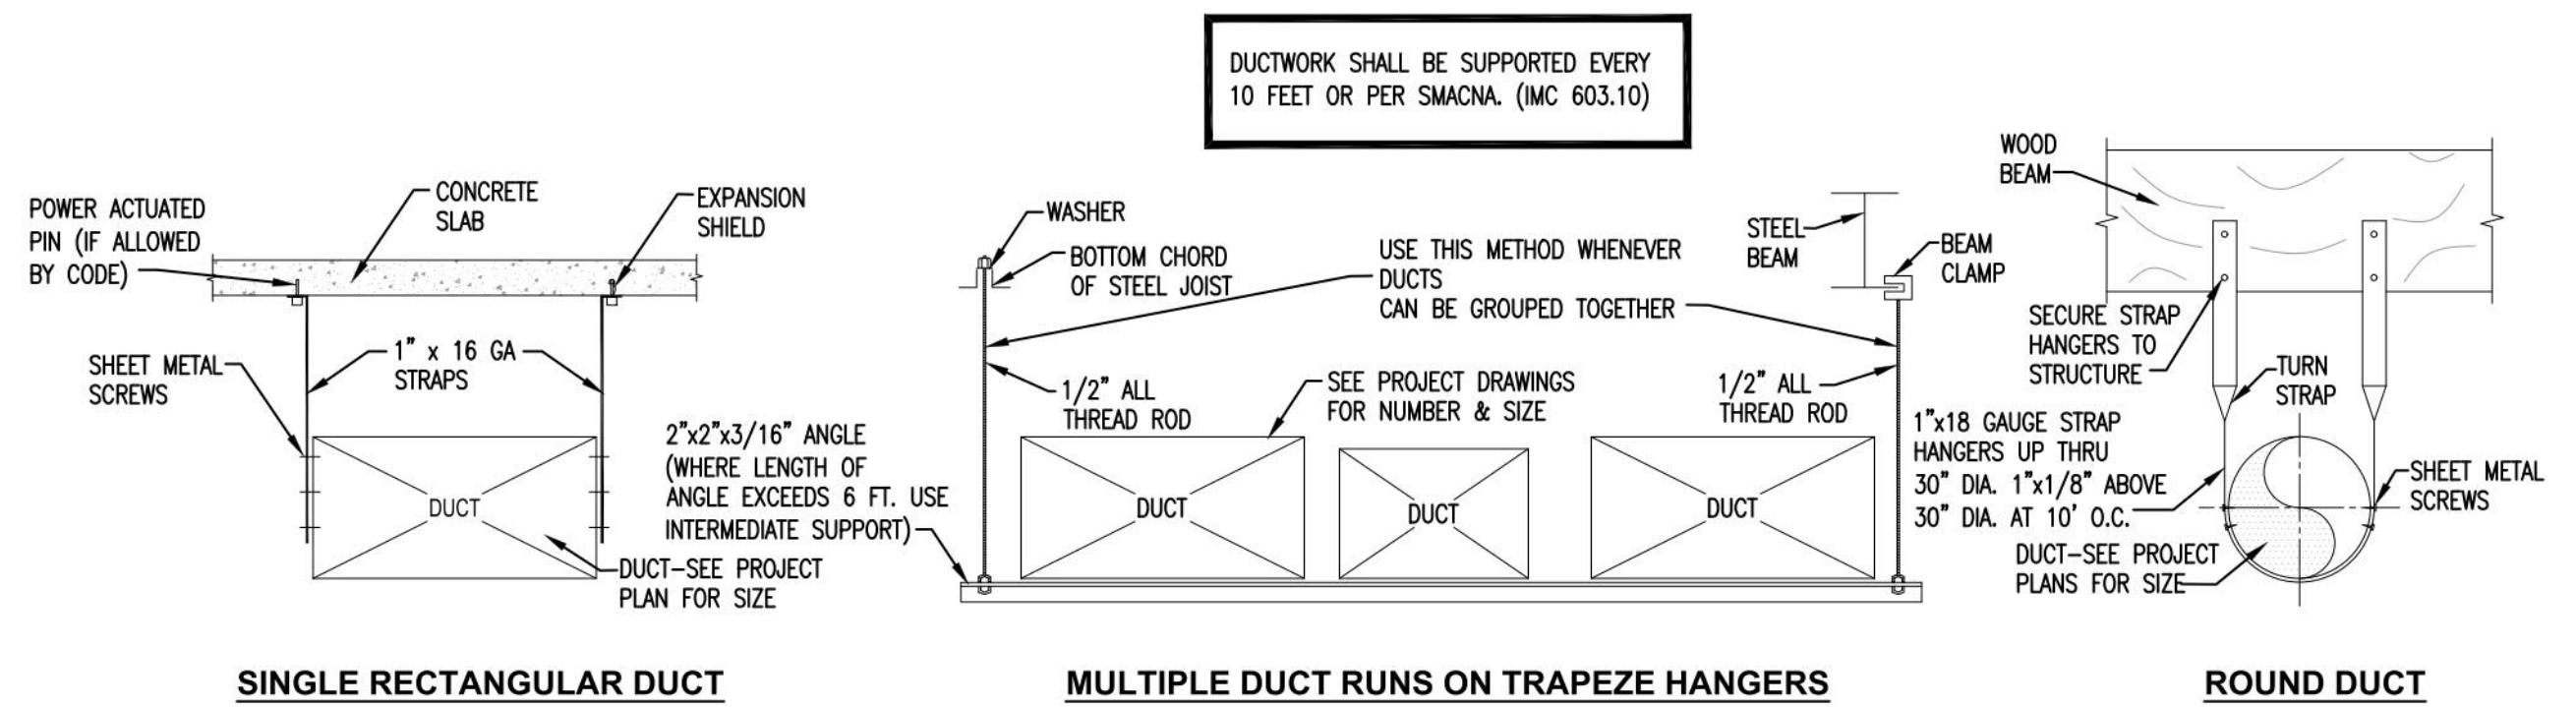 DUCTWORK SHALL BE SUPPORTED EVERY
10 FEET OR PER SMACNA. (IMC 603.10)
POWER ACTUATED
PIN (IF ALLOWED
BY CODE)
CONCRETE
SLAB
EXPANSION
SHIELD
SHEET METAL
SCREWS
1" x 16 GA
STRAPS
DUCT
DUCT-SEE PROJECT
PLAN FOR SIZE
SINGLE RECTANGULAR DUCT
WASHER
BOTTOM CHORD
OF STEEL JOIST
USE THIS METHOD WHENEVER
DUCTS
CAN BE GROUPED TOGETHER
STEEL
BEAM
BEAM
CLAMP
1/2" ALL
THREAD ROD
SEE PROJECT DRAWINGS
FOR NUMBER & SIZE
1/2" ALL
THREAD ROD
2"x2"x3/16" ANGLE
(WHERE LENGTH OF
ANGLE EXCEEDS 6 FT. USE
INTERMEDIATE SUPPORT)
DUCT
DUCT
DUCT
MULTIPLE DUCT RUNS ON TRAPEZE HANGERS
WOOD
BEAM
SECURE STRAP
HANGERS TO
STRUCTURE
TURN
STRAP
1"x18 GAUGE STRAP
HANGERS UP THRU
30" DIA. 1"x1/8" ABOVE
30" DIA. AT 10' O.C.
SHEET METAL
SCREWS
DUCT-SEE PROJECT
PLANS FOR SIZE
ROUND DUCT